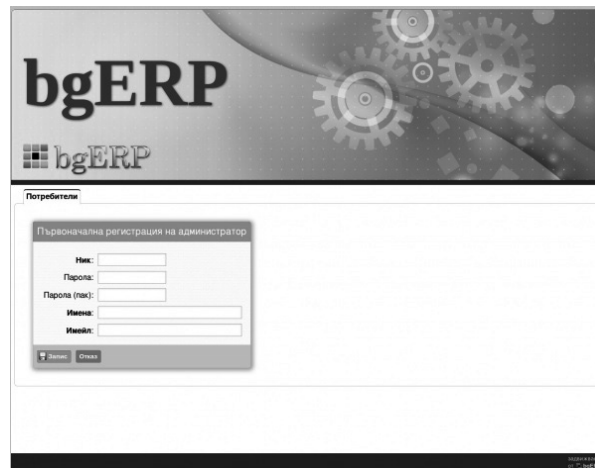 bgERP
bgERP
Потребители
Първоначална регистрация на администратор
Ник:
Парола:
Парола (пак):
Имена:
Имейл:
Запис Отказ